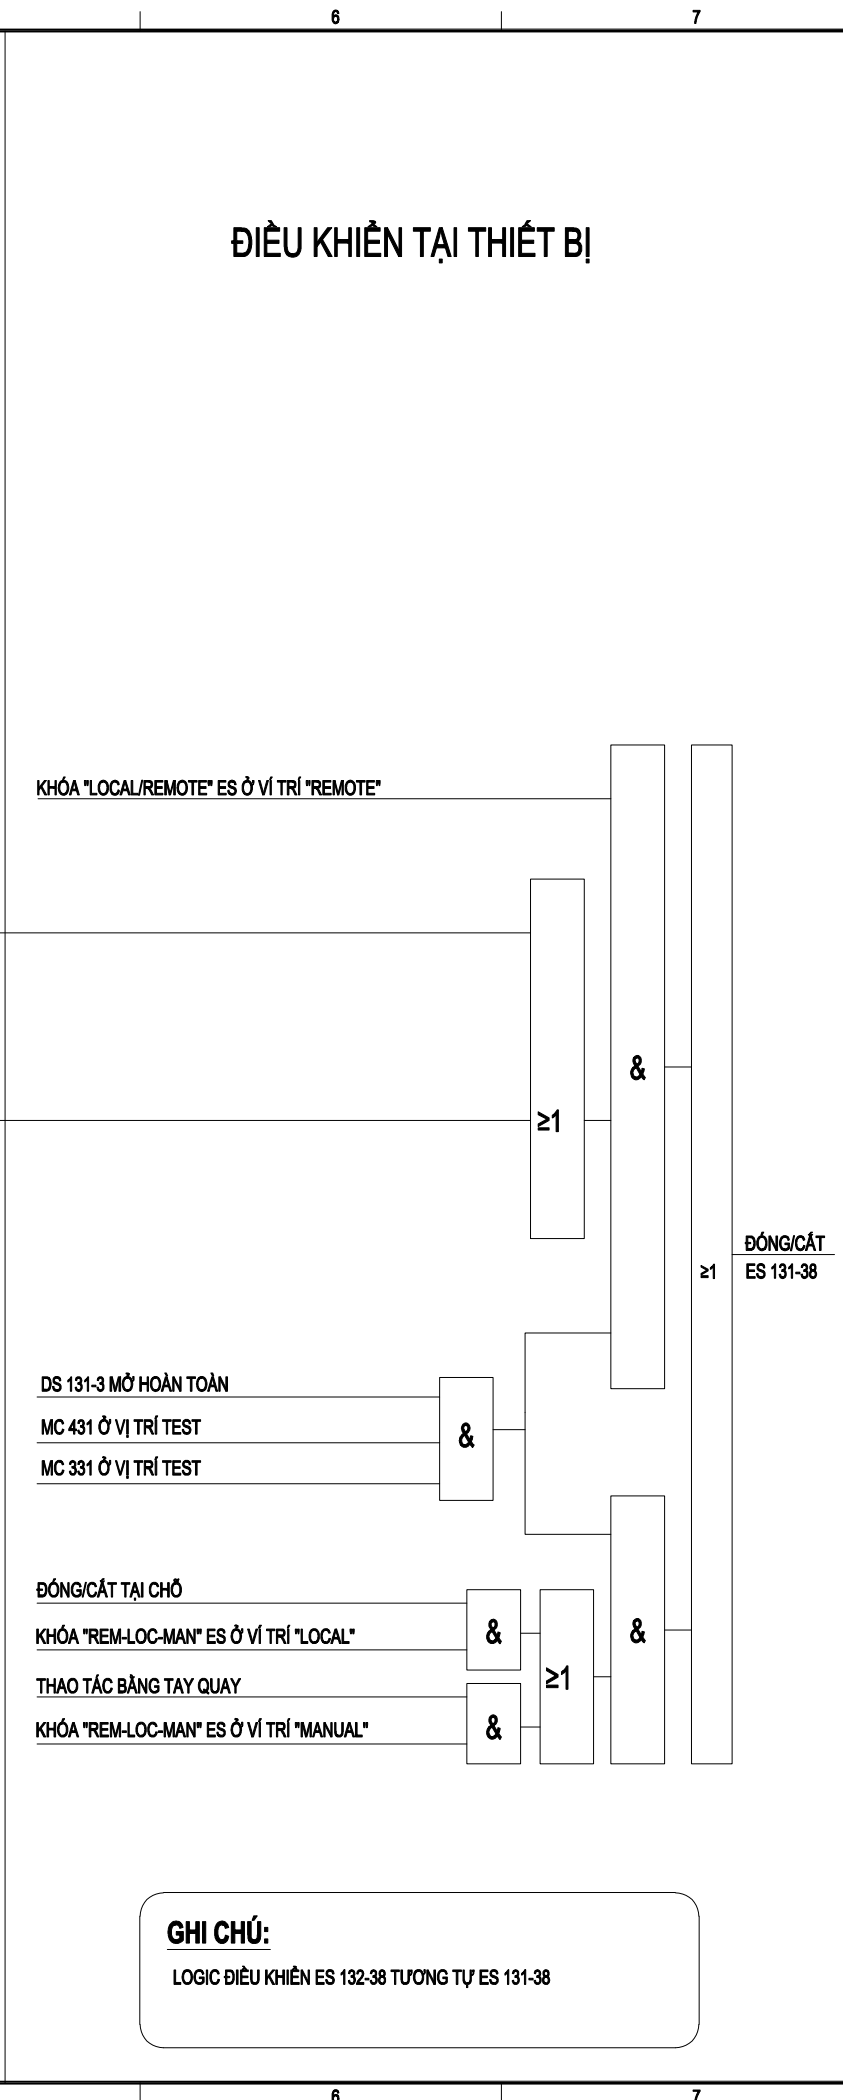 6 7
ĐIỀU KHIỂN TẠI THIẾT BỊ
KHÓA "LOCAL/REMOTE" ES Ở VÍ TRÍ "REMOTE"
&
≥1
ĐÓNG/CẮT
≥1
ES 131-38
DS 131-3 MỞ HOÀN TOÀN
MC 431 Ở VỊ TRÍ TEST
&
MC 331 Ở VỊ TRÍ TEST
ĐÓNG/CẮT TẠI CHỖ
&
&
KHÓA "REM-LOC-MAN" ES Ở VÍ TRÍ "LOCAL"
≥1
THAO TÁC BẰNG TAY QUAY
&
KHÓA "REM-LOC-MAN" ES Ở VÍ TRÍ "MANUAL"
GHI CHÚ:
LOGIC ĐIỀU KHIỂN ES 132-38 TƯƠNG TỰ ES 131-38
6 7